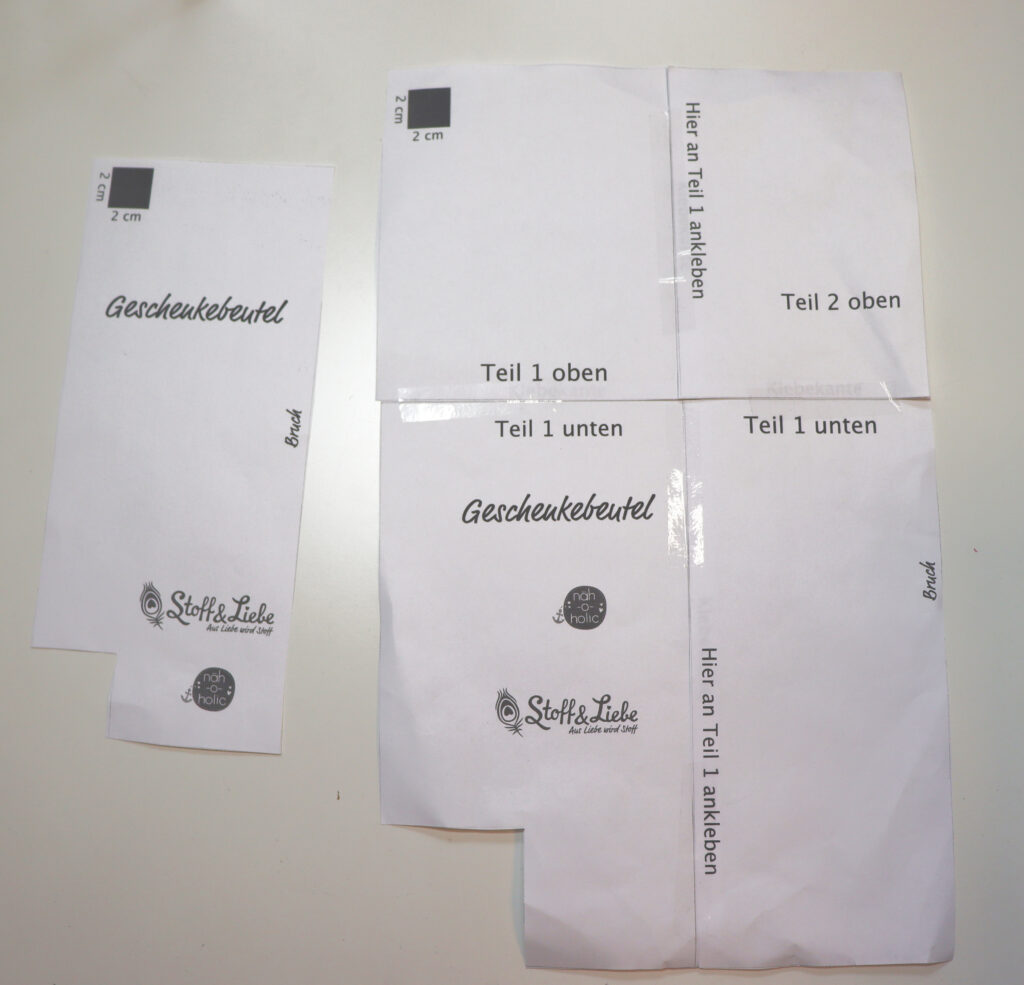 2 cm
2 cm
Geschenkebeutel
Bruch
Stoff & Liebe
Aus Liebe wird Stoff
näh
-o-
holic
2 cm
2 cm
Hier an Teil 1 ankleben
Teil 2 oben
Teil 1 oben
Klebekante
Klebekante
Teil 1 unten
Teil 1 unten
Geschenkebeutel
Bruch
näh
-o-
holic
Hier an Teil 1 ankleben
Stoff & Liebe
Aus Liebe wird Stoff